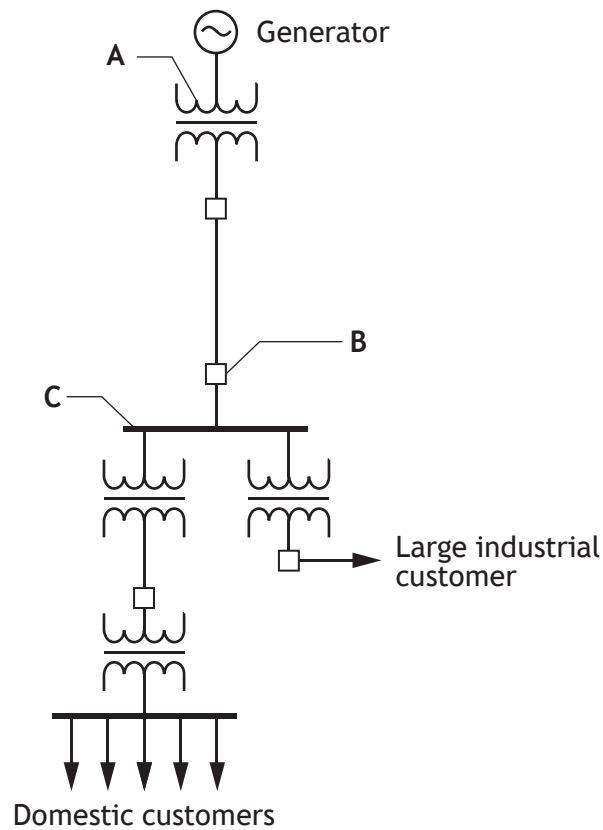 Generator
A
B
C
Large industrial
customer
Domestic customers